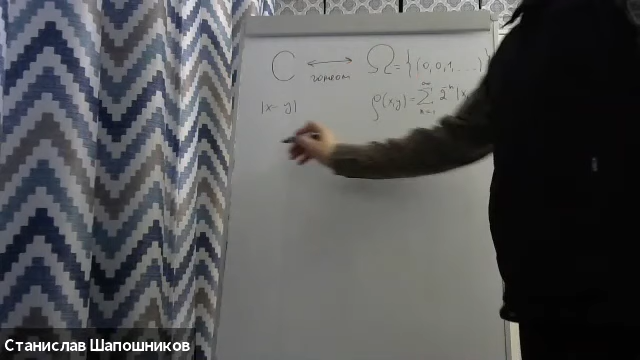 C ↔ Ω = {(0, 0, 1, ...)}
гомеом
|x - y|
ρ(x, y) = ∑ 2⁻ᵏ |x
Станислав Шапошников